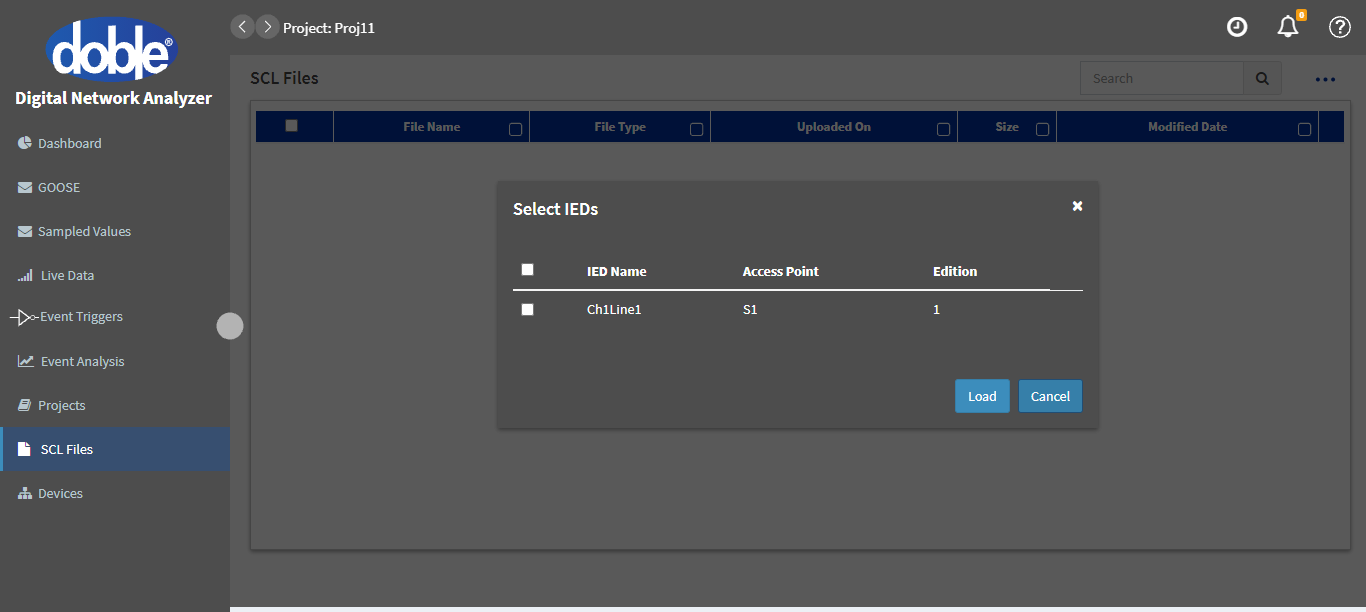 doble®
Digital Network Analyzer
Dashboard
GOOSE
Sampled Values
Live Data
Event Triggers
Event Analysis
Projects
SCL Files
Devices
Project: Proj11
0
SCL Files
Search
File Name File Type Uploaded On Size Modified Date
Select IEDs
IED Name Access Point Edition
Ch1Line1 S1 1
Load Cancel